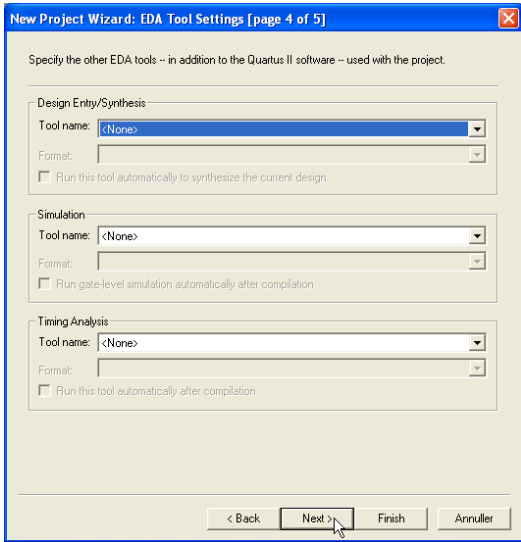 New Project Wizard: EDA Tool Settings [page 4 of 5]
Specify the other EDA tools -- in addition to the Quartus II software -- used with the project.
Design Entry/Synthesis
Tool name: <None>
Format:
Run this tool automatically to synthesize the current design
Simulation
Tool name: <None>
Format:
Run gate-level simulation automatically after compilation
Timing Analysis
Tool name: <None>
Format:
Run this tool automatically after compilation
< Back Next > Finish Annuller